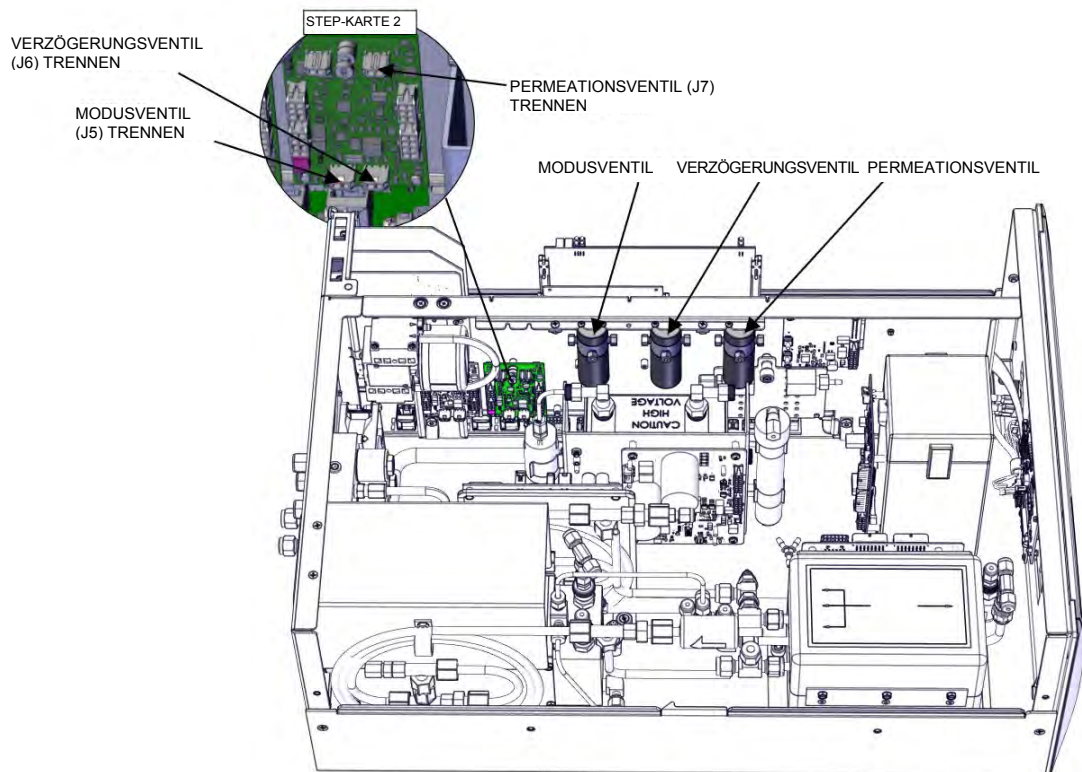 STEP-KARTE 2
VERZÖGERUNGSVENTIL
(J6) TRENNEN
MODUSVENTIL
(J5) TRENNEN
PERMEATIONSVENTIL (J7)
TRENNEN
MODUSVENTIL
VERZÖGERUNGSVENTIL
PERMEATIONSVENTIL
CAUTION
HIGH
VOLTAGE